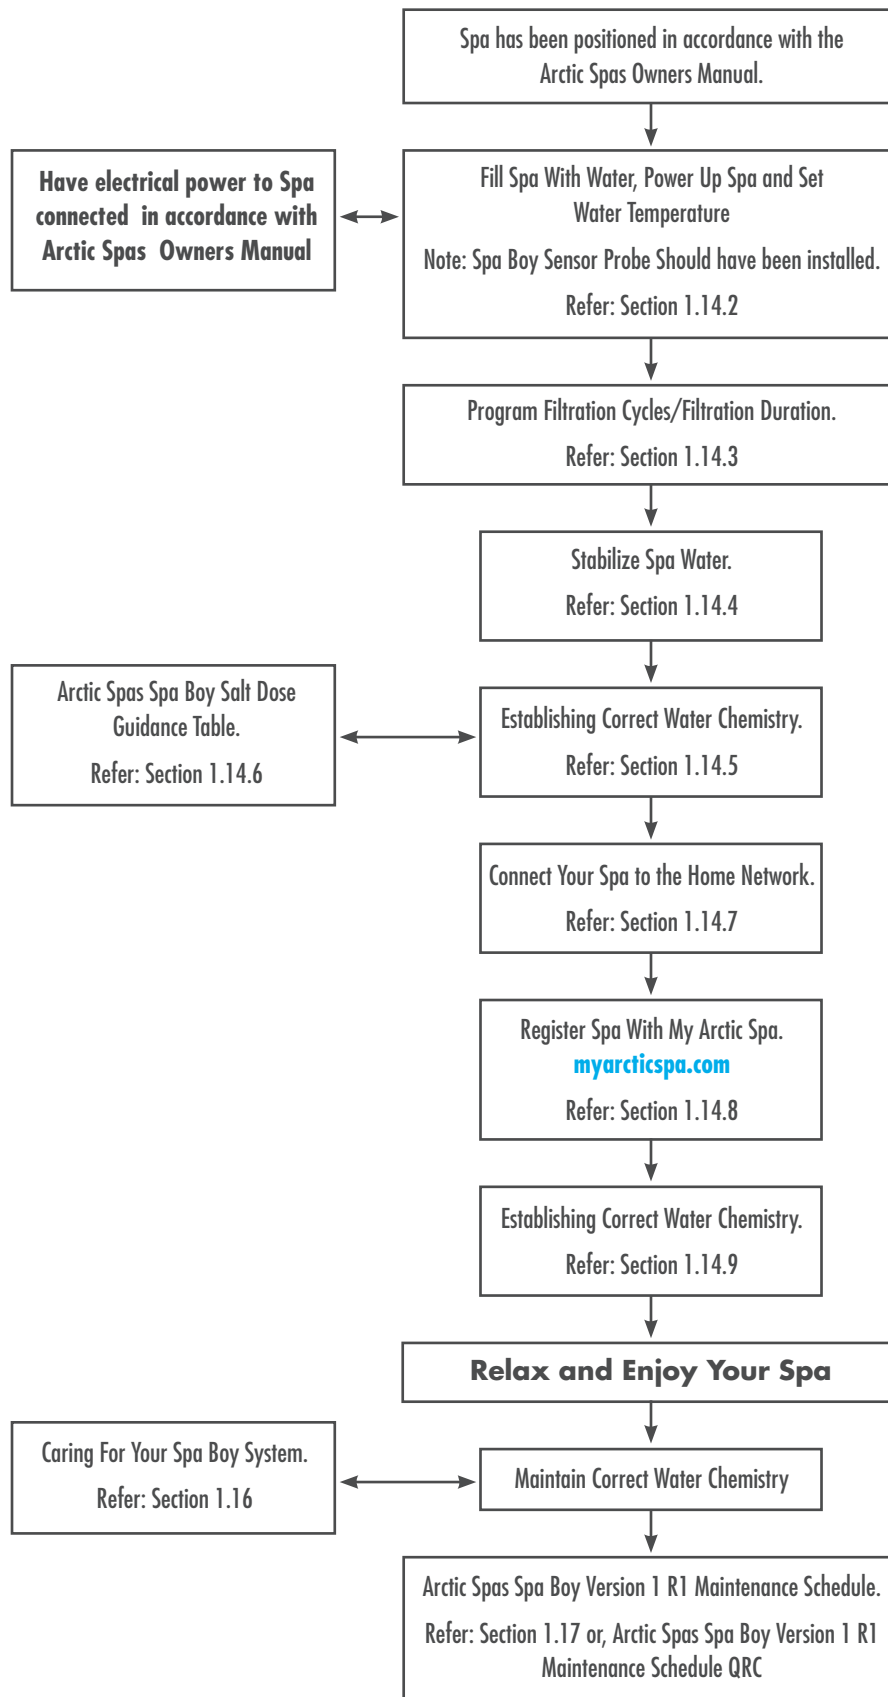 Spa has been positioned in accordance with the
Arctic Spas Owners Manual.
Have electrical power to Spa
connected in accordance with
Arctic Spas Owners Manual
Fill Spa With Water, Power Up Spa and Set
Water Temperature
Note: Spa Boy Sensor Probe Should have been installed.
Refer: Section 1.14.2
Program Filtration Cycles/Filtration Duration.
Refer: Section 1.14.3
Stabilize Spa Water.
Refer: Section 1.14.4
Arctic Spas Spa Boy Salt Dose
Guidance Table.
Refer: Section 1.14.6
Establishing Correct Water Chemistry.
Refer: Section 1.14.5
Connect Your Spa to the Home Network.
Refer: Section 1.14.7
Register Spa With My Arctic Spa.
myarcticspa.com
Refer: Section 1.14.8
Establishing Correct Water Chemistry.
Refer: Section 1.14.9
Relax and Enjoy Your Spa
Caring For Your Spa Boy System.
Refer: Section 1.16
Maintain Correct Water Chemistry
Arctic Spas Spa Boy Version 1 R1 Maintenance Schedule.
Refer: Section 1.17 or, Arctic Spas Spa Boy Version 1 R1
Maintenance Schedule QRC